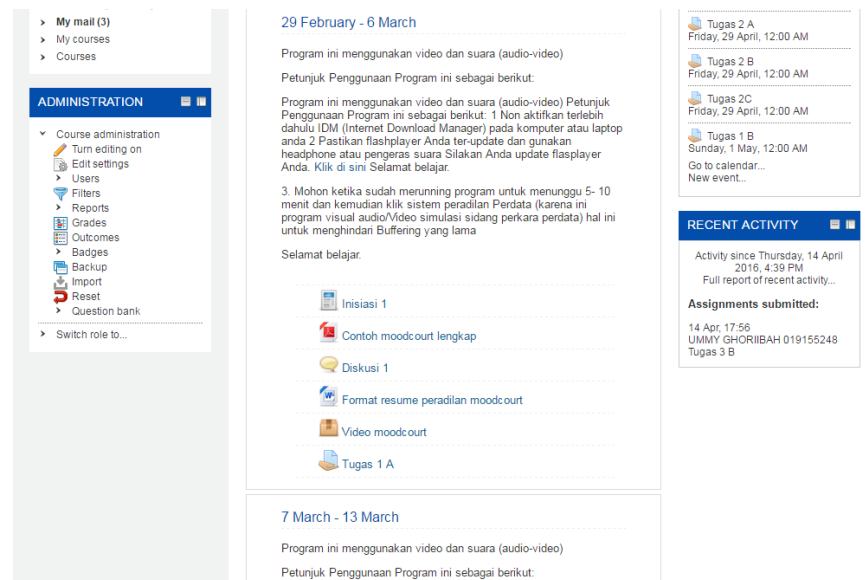 My mail (3)
My courses
Courses
ADMINISTRATION
Course administration
Turn editing on
Edit settings
Users
Filters
Reports
Grades
Outcomes
Badges
Backup
Import
Reset
Question bank
Switch role to...
29 February - 6 March
Program ini menggunakan video dan suara (audio-video)
Petunjuk Penggunaan Program ini sebagai berikut:
Program ini menggunakan video dan suara (audio-video) Petunjuk
Penggunaan Program ini sebagai berikut: 1 Non aktifkan terlebih
dahulu IDM (Internet Download Manager) pada komputer atau laptop
anda 2 Pastikan flashplayer Anda ter-update dan gunakan
headphone atau pengeras suara Silakan Anda update flasplayer
Anda. Klik di sini Selamat belajar.
3. Mohon ketika sudah merunning program untuk menunggu 5- 10
menit dan kemudian klik sistem peradilan Perdata (karena ini
program visual audio/Video simulasi sidang perkara perdata) hal ini
untuk menghindari Buffering yang lama
Selamat belajar.
Inisiasi 1
Contoh moodcourt lengkap
Diskusi 1
Format resume peradilan moodcourt
Video moodcourt
Tugas 1 A
7 March - 13 March
Program ini menggunakan video dan suara (audio-video)
Petunjuk Penggunaan Program ini sebagai berikut:
Tugas 2 A
Friday, 29 April, 12:00 AM
Tugas 2 B
Friday, 29 April, 12:00 AM
Tugas 2C
Friday, 29 April, 12:00 AM
Tugas 1 B
Sunday, 1 May, 12:00 AM
Go to calendar...
New event...
RECENT ACTIVITY
Activity since Thursday, 14 April
2016, 4:39 PM
Full report of recent activity...
Assignments submitted:
14 Apr, 17:56
UMMY GHORIIBAH 019155248
Tugas 3 B